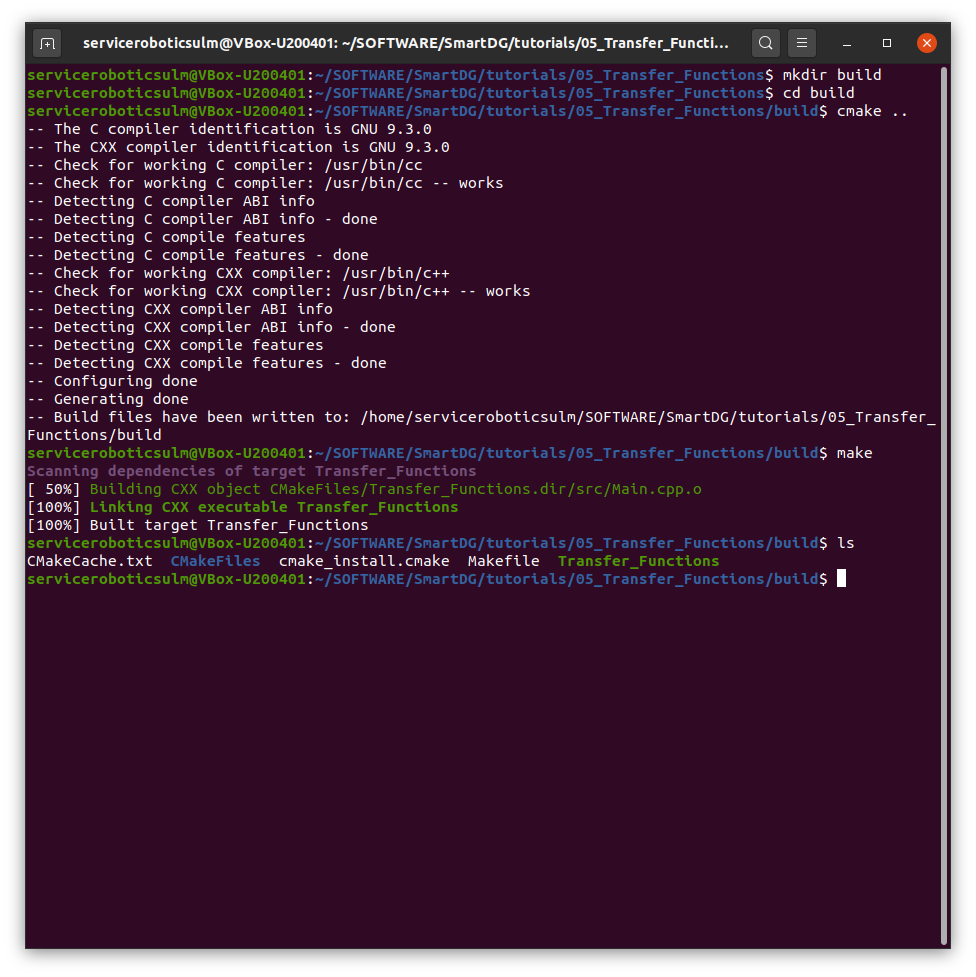 serviceroboticsulm@VBox-U200401: ~/SOFTWARE/SmartDG/tutorials/05_Transfer_Functi...
serviceroboticsulm@VBox-U200401:~/SOFTWARE/SmartDG/tutorials/05_Transfer_Functions$ mkdir build
serviceroboticsulm@VBox-U200401:~/SOFTWARE/SmartDG/tutorials/05_Transfer_Functions$ cd build
serviceroboticsulm@VBox-U200401:~/SOFTWARE/SmartDG/tutorials/05_Transfer_Functions/build$ cmake ..
-- The C compiler identification is GNU 9.3.0
-- The CXX compiler identification is GNU 9.3.0
-- Check for working C compiler: /usr/bin/cc
-- Check for working C compiler: /usr/bin/cc -- works
-- Detecting C compiler ABI info
-- Detecting C compiler ABI info - done
-- Detecting C compile features
-- Detecting C compile features - done
-- Check for working CXX compiler: /usr/bin/c++
-- Check for working CXX compiler: /usr/bin/c++ -- works
-- Detecting CXX compiler ABI info
-- Detecting CXX compiler ABI info - done
-- Detecting CXX compile features
-- Detecting CXX compile features - done
-- Configuring done
-- Generating done
-- Build files have been written to: /home/serviceroboticsulm/SOFTWARE/SmartDG/tutorials/05_Transfer_
Functions/build
serviceroboticsulm@VBox-U200401:~/SOFTWARE/SmartDG/tutorials/05_Transfer_Functions/build$ make
Scanning dependencies of target Transfer_Functions
[ 50%] Building CXX object CMakeFiles/Transfer_Functions.dir/src/Main.cpp.o
[100%] Linking CXX executable Transfer_Functions
[100%] Built target Transfer_Functions
serviceroboticsulm@VBox-U200401:~/SOFTWARE/SmartDG/tutorials/05_Transfer_Functions/build$ ls
CMakeCache.txt  CMakeFiles  cmake_install.cmake  Makefile  Transfer_Functions
serviceroboticsulm@VBox-U200401:~/SOFTWARE/SmartDG/tutorials/05_Transfer_Functions/build$